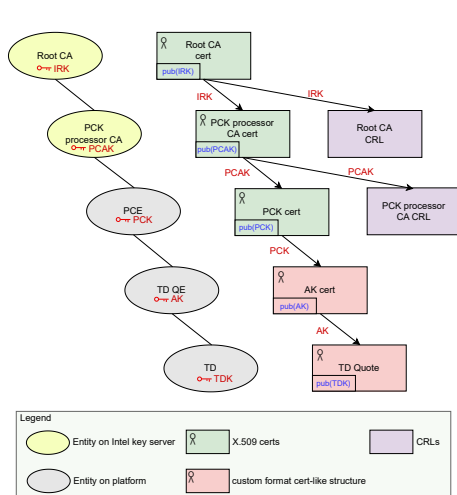 Root CA
IRK
Root CA
cert
pub(IRK)
IRK
IRK
PCK
processor CA
PCAK
PCK processor
CA cert
pub(PCAK)
Root CA
CRL
PCAK
PCAK
PCE
PCK
PCK cert
pub(PCK)
PCK processor
CA CRL
PCK
TD QE
AK
AK cert
pub(AK)
AK
TD
TDK
TD Quote
pub(TDK)
Legend
Entity on Intel key server
X.509 certs
CRLs
Entity on platform
custom format cert-like structure